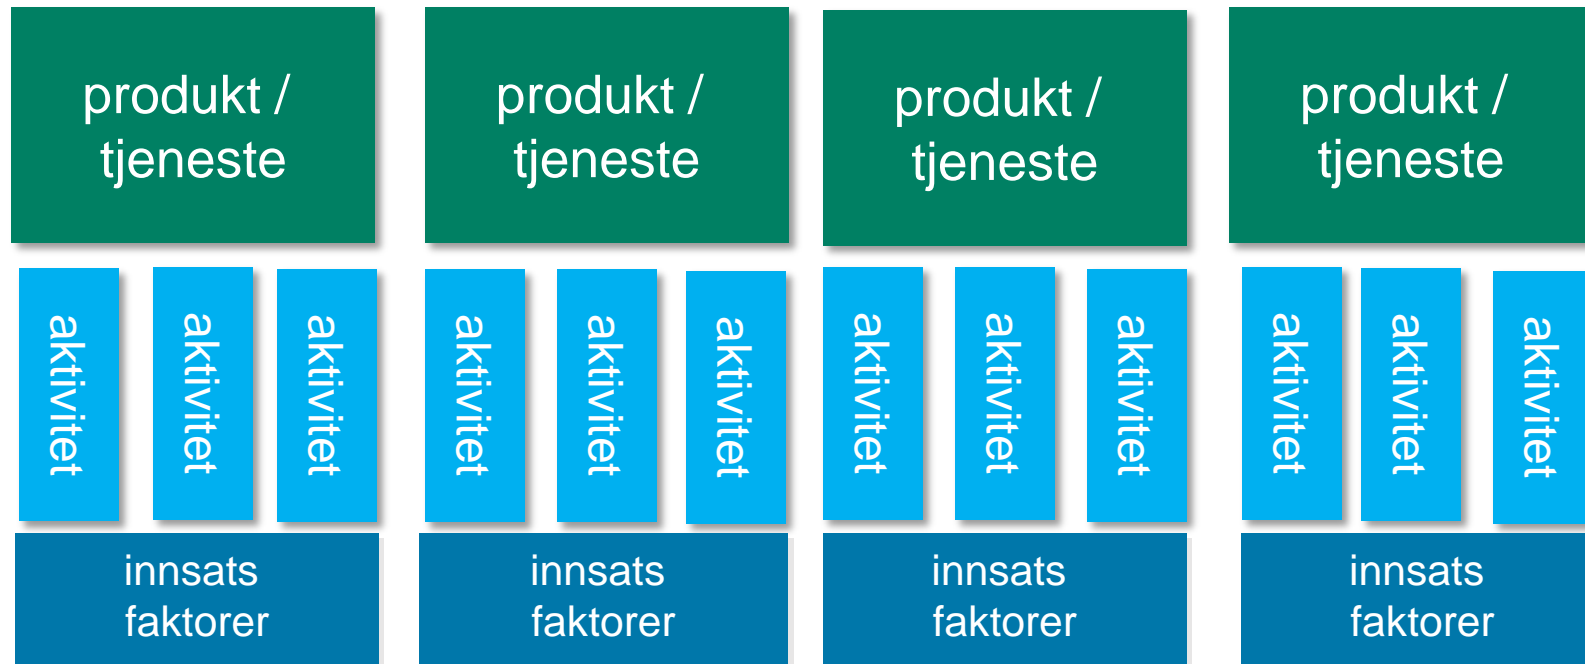 produkt /
tjeneste
produkt /
tjeneste
produkt /
tjeneste
produkt /
tjeneste
aktivitet
aktivitet
aktivitet
aktivitet
aktivitet
aktivitet
aktivitet
aktivitet
aktivitet
aktivitet
aktivitet
aktivitet
innsats
faktorer
innsats
faktorer
innsats
faktorer
innsats
faktorer